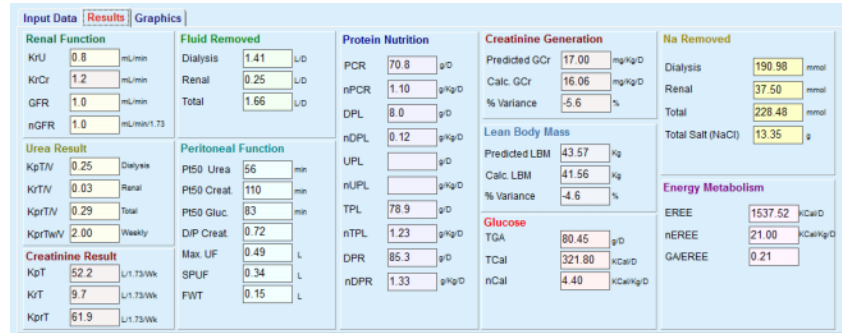 Input Data Results Graphics
Renal Function
KrU 0.8 mL/min
KrCr 1.2 mL/min
GFR 1.0 mL/min
nGFR 1.0 mL/min/1.73
Urea Result
KpT/V 0.25 Dialysis
KrT/V 0.03 Renal
KprT/V 0.29 Total
KprTw/V 2.00 Weekly
Creatinine Result
KpT 52.2 L/1.73/Wk
KrT 9.7 L/1.73/Wk
KprT 61.9 L/1.73/Wk
Fluid Removed
Dialysis 1.41 L/D
Renal 0.25 L/D
Total 1.66 L/D
Peritoneal Function
Pt50 Urea 56 min
Pt50 Creat. 110 min
Pt50 Gluc. 83 min
D/P Creat. 0.72
Max. UF 0.49 L
SPUF 0.34 L
FWT 0.15 L
Protein Nutrition
PCR 70.8 g/D
nPCR 1.10 g/Kg/D
DPL 8.0 g/D
nDPL 0.12 g/Kg/D
UPL g/D
nUPL g/Kg/D
TPL 78.9 g/D
nTPL 1.23 g/Kg/D
DPR 85.3 g/D
nDPR 1.33 g/Kg/D
Creatinine Generation
Predicted GCr 17.00 mg/Kg/D
Calc. GCr 16.06 mg/Kg/D
% Variance -5.6 %
Lean Body Mass
Predicted LBM 43.57 Kg
Calc. LBM 41.56 Kg
% Variance -4.6 %
Glucose
TGA 80.45 g/D
TCal 321.80 KCal/D
nCal 4.40 KCal/Kg/D
Na Removed
Dialysis 190.98 mmol
Renal 37.50 mmol
Total 228.48 mmol
Total Salt (NaCl) 13.35 g
Energy Metabolism
EREE 1537.52 KCal/D
nEREE 21.00 KCal/Kg/D
GA/EREE 0.21